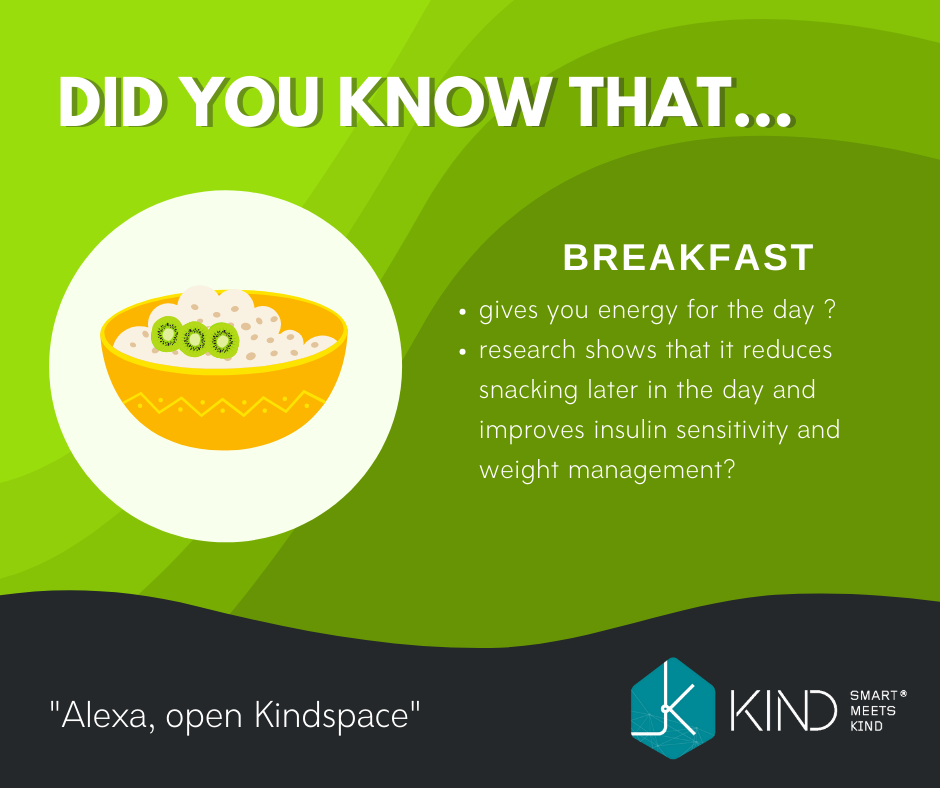 DID YOU KNOW THAT...
BREAKFAST
• gives you energy for the day ?
• research shows that it reduces
snacking later in the day and
improves insulin sensitivity and
weight management?
"Alexa, open Kindspace"
K KIND
SMART®
MEETS
KIND